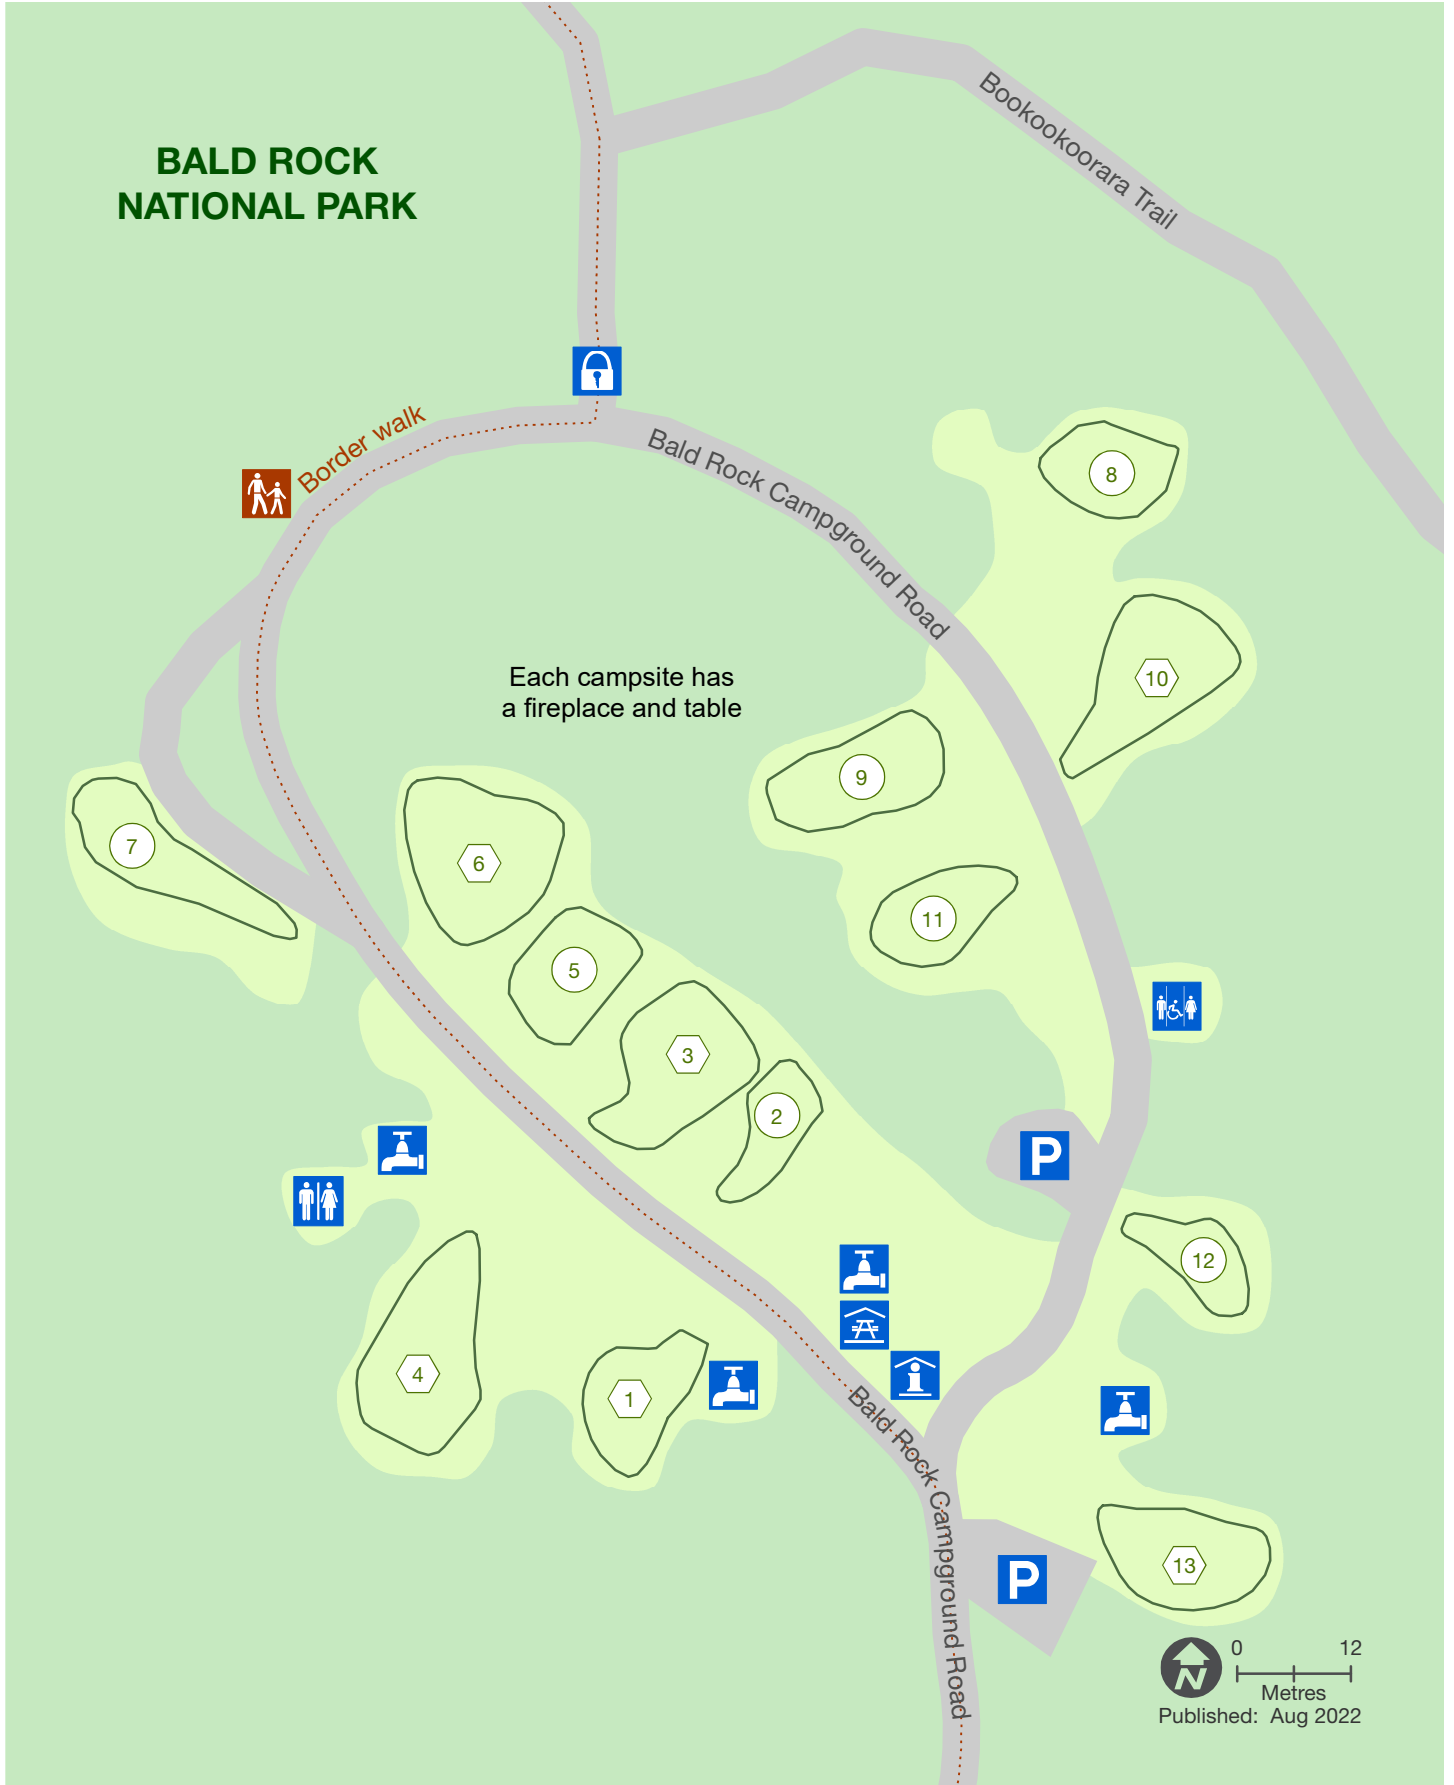 BALD ROCK
NATIONAL PARK
Bookookoorara Trail
Border walk
Bald Rock Campground Road
8
10
Each campsite has
a fireplace and table
9
7
6
11
5
3
2
P
12
4
1
Bald Rock Campground Road
13
P
N
0 12
Metres
Published: Aug 2022